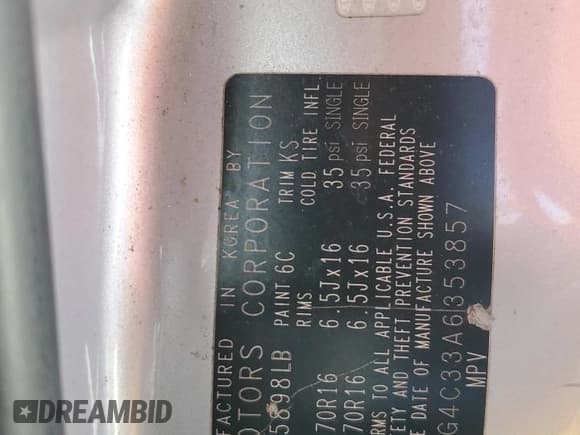 FACTURED IN KOREA BY
OTORS CORPORATION
5898LB PAINT 6C TRIM KS
RIMS COLD TIRE INFL
70R16 6.5Jx16 35 psi SINGLE
70R16 6.5Jx16 35 psi SINGLE
RMS TO ALL APPLICABLE U.S.A. FEDERAL
ETY AND THEFT PREVENTION STANDARDS
DATE OF MANUFACTURE SHOWN ABOVE
G4C33A6353857
MPV
DREAMBID